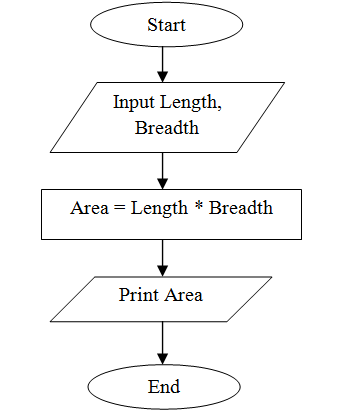 Start
Input Length,
Breadth
Area = Length * Breadth
Print Area
End